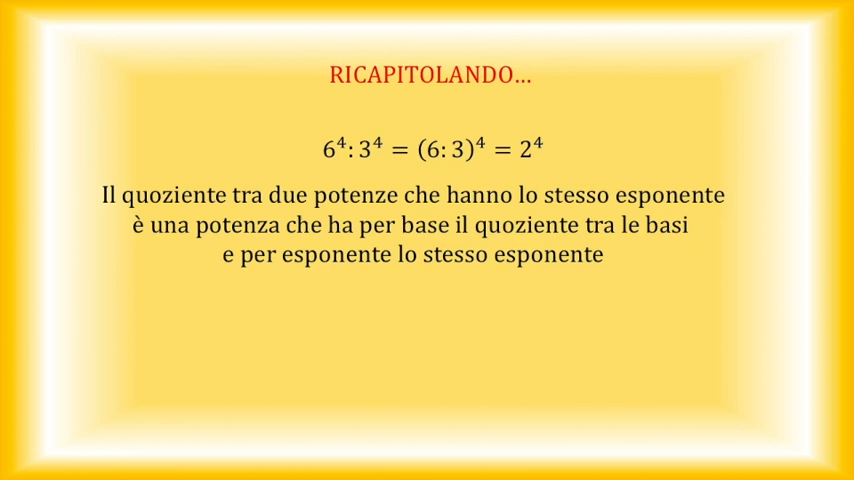 RICAPITOLANDO...
6⁴: 3⁴ = (6: 3)⁴ = 2⁴
Il quoziente tra due potenze che hanno lo stesso esponente
è una potenza che ha per base il quoziente tra le basi
e per esponente lo stesso esponente